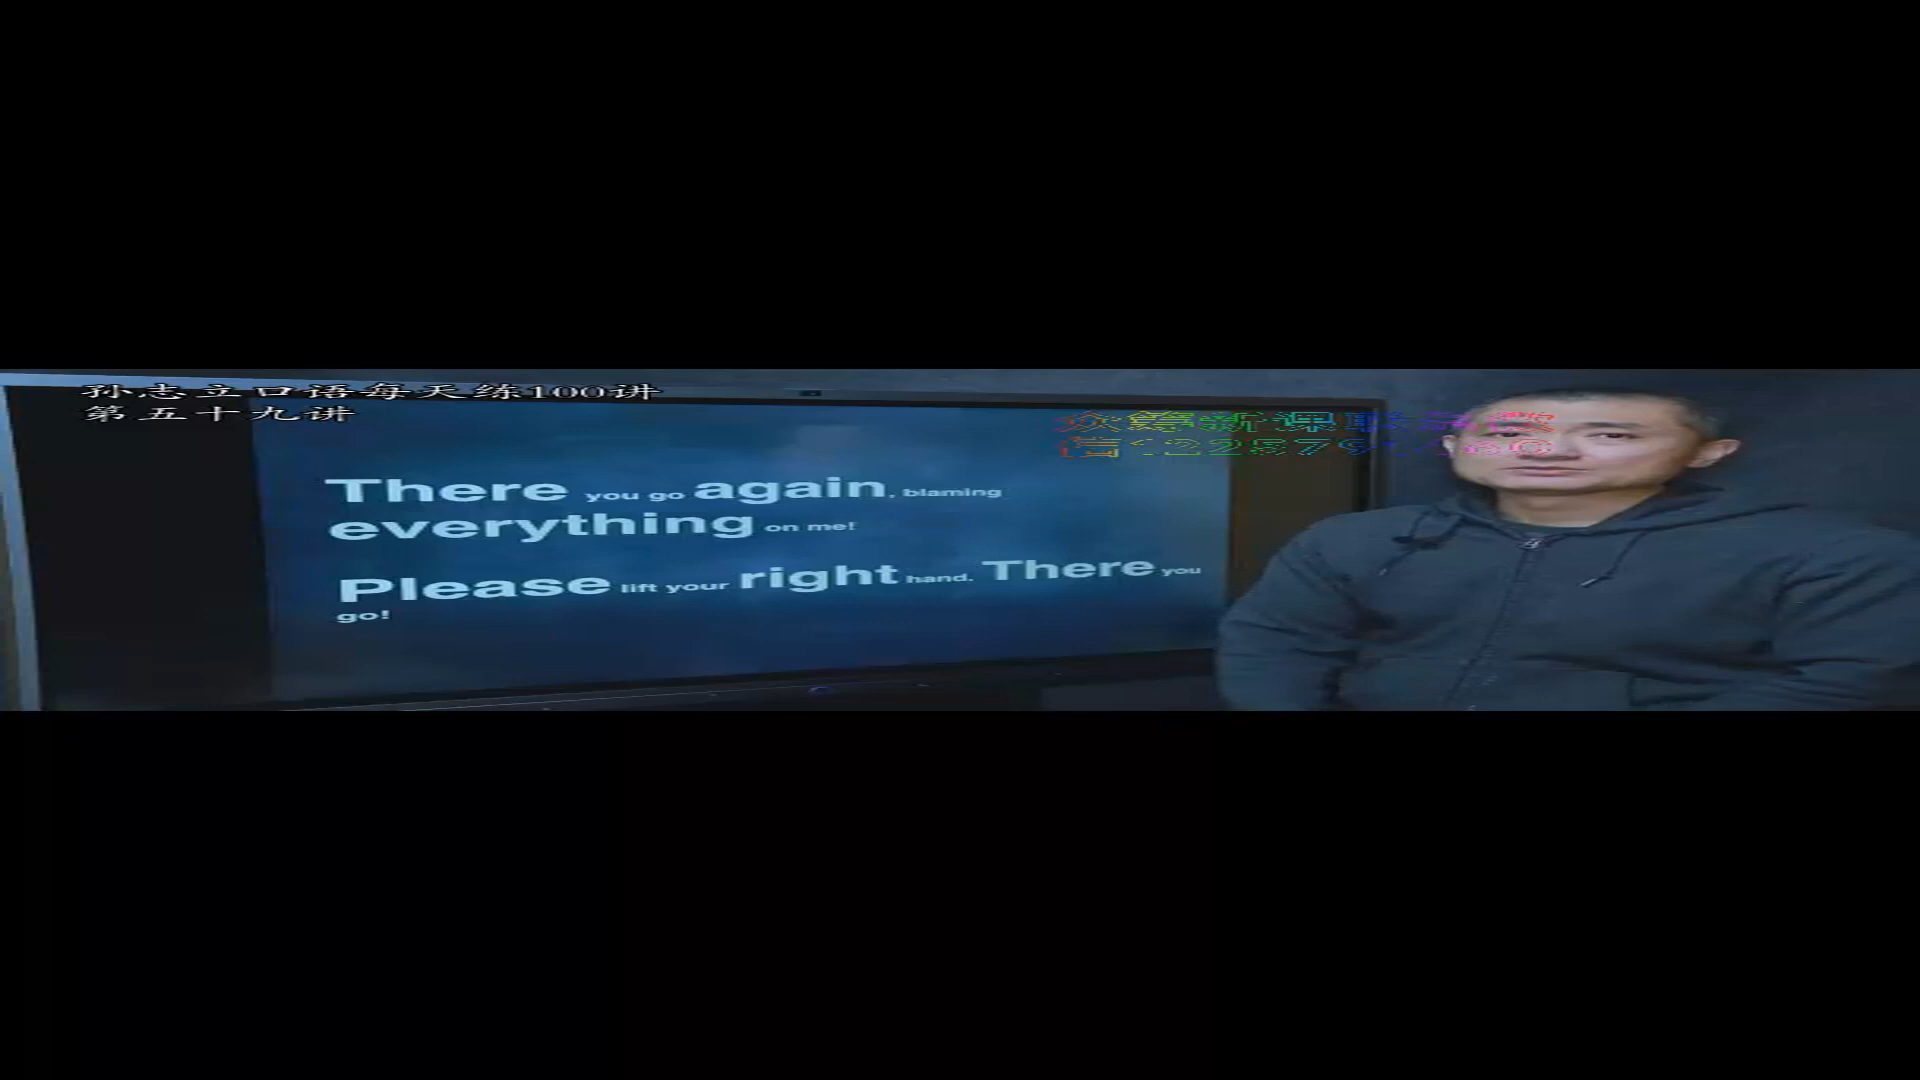 孙志立口语每天练100讲
第五十九讲
There you go again, blaming
everything on me!
Please lift your right hand. There you
go!